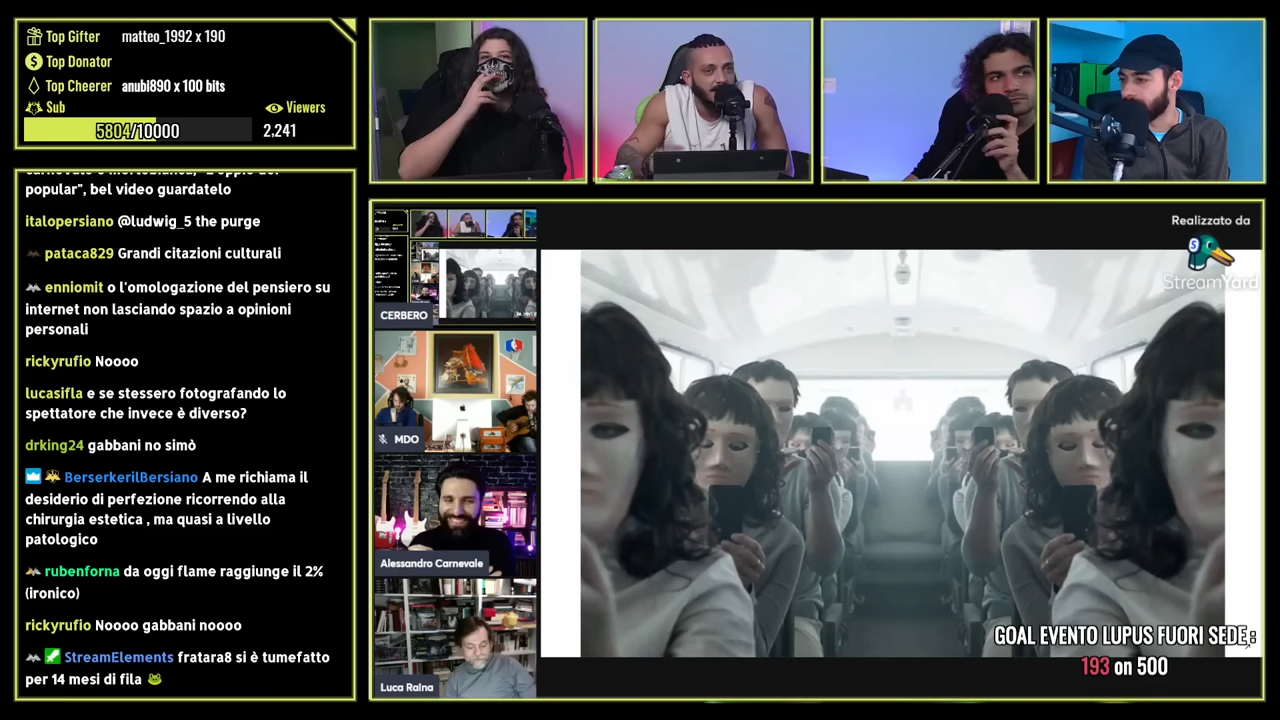 Top Gifter matteo_1992 x 190
Top Donator
Top Cheerer anubi890 x 100 bits
Sub Viewers
5804/10000 2,241
popular", bel video guardatelo
italopersiano @ludwig_5 the purge
pataca829 Grandi citazioni culturali
enniomit o l'omologazione del pensiero su
internet non lasciando spazio a opinioni
personali
rickyrufio Noooo
lucasifla e se stessero fotografando lo
spettatore che invece è diverso?
drking24 gabbani no simò
BerserkerilBersiano A me richiama il
desiderio di perfezione ricorrendo alla
chirurgia estetica , ma quasi a livello
patologico
rubenforna da oggi flame raggiunge il 2%
(ironico)
rickyrufio Noooo gabbani noooo
StreamElements fratara8 si è tumefatto
per 14 mesi di fila
CERBERO
MDO
Alessandro Carnevale
Luca Raina
Realizzato da
StreamYard
GOAL EVENTO LUPUS FUORI SEDE :
193 on 500